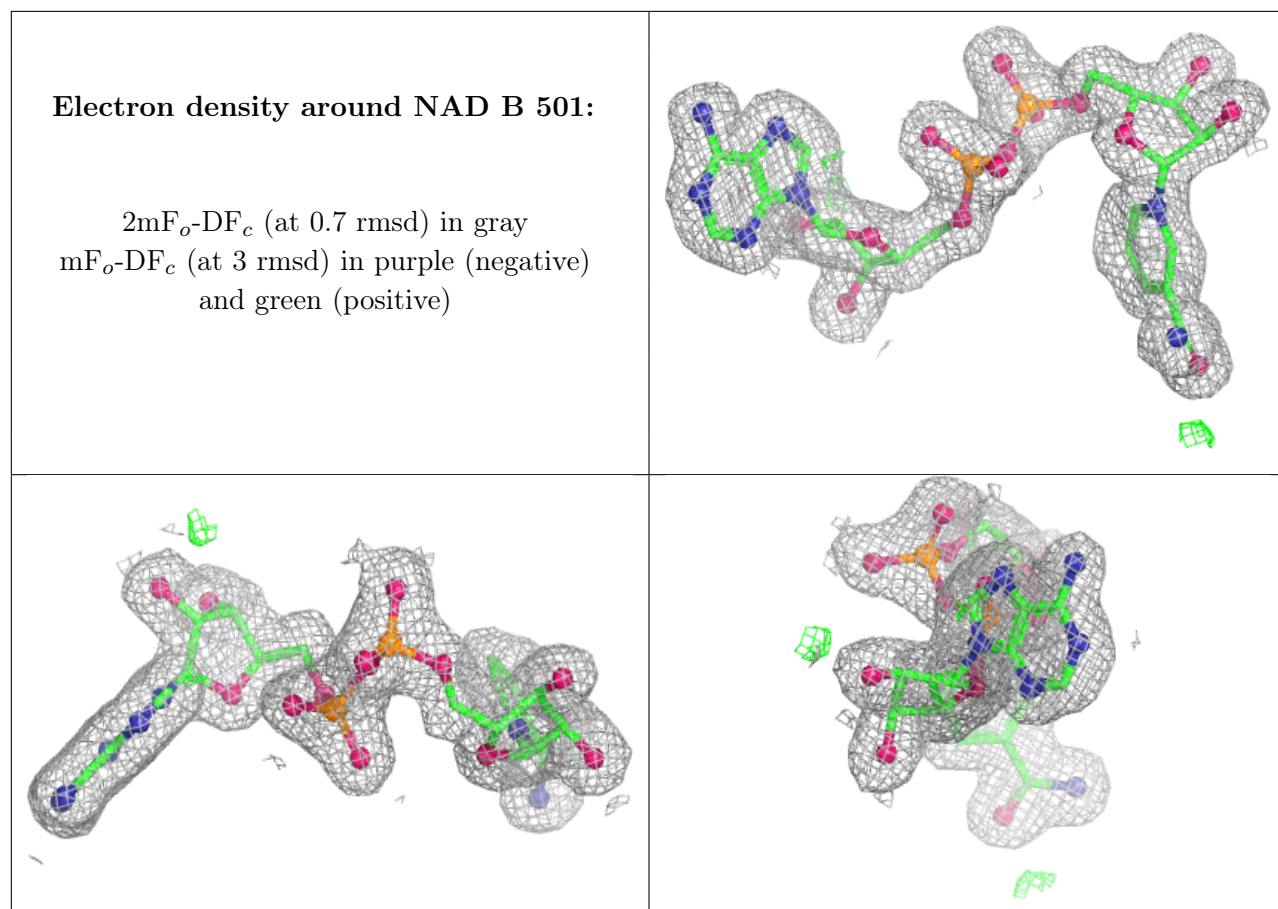 Electron density around NAD B 501:
2mFo-DFc (at 0.7 rmsd) in gray
mFo-DFc (at 3 rmsd) in purple (negative)
and green (positive)